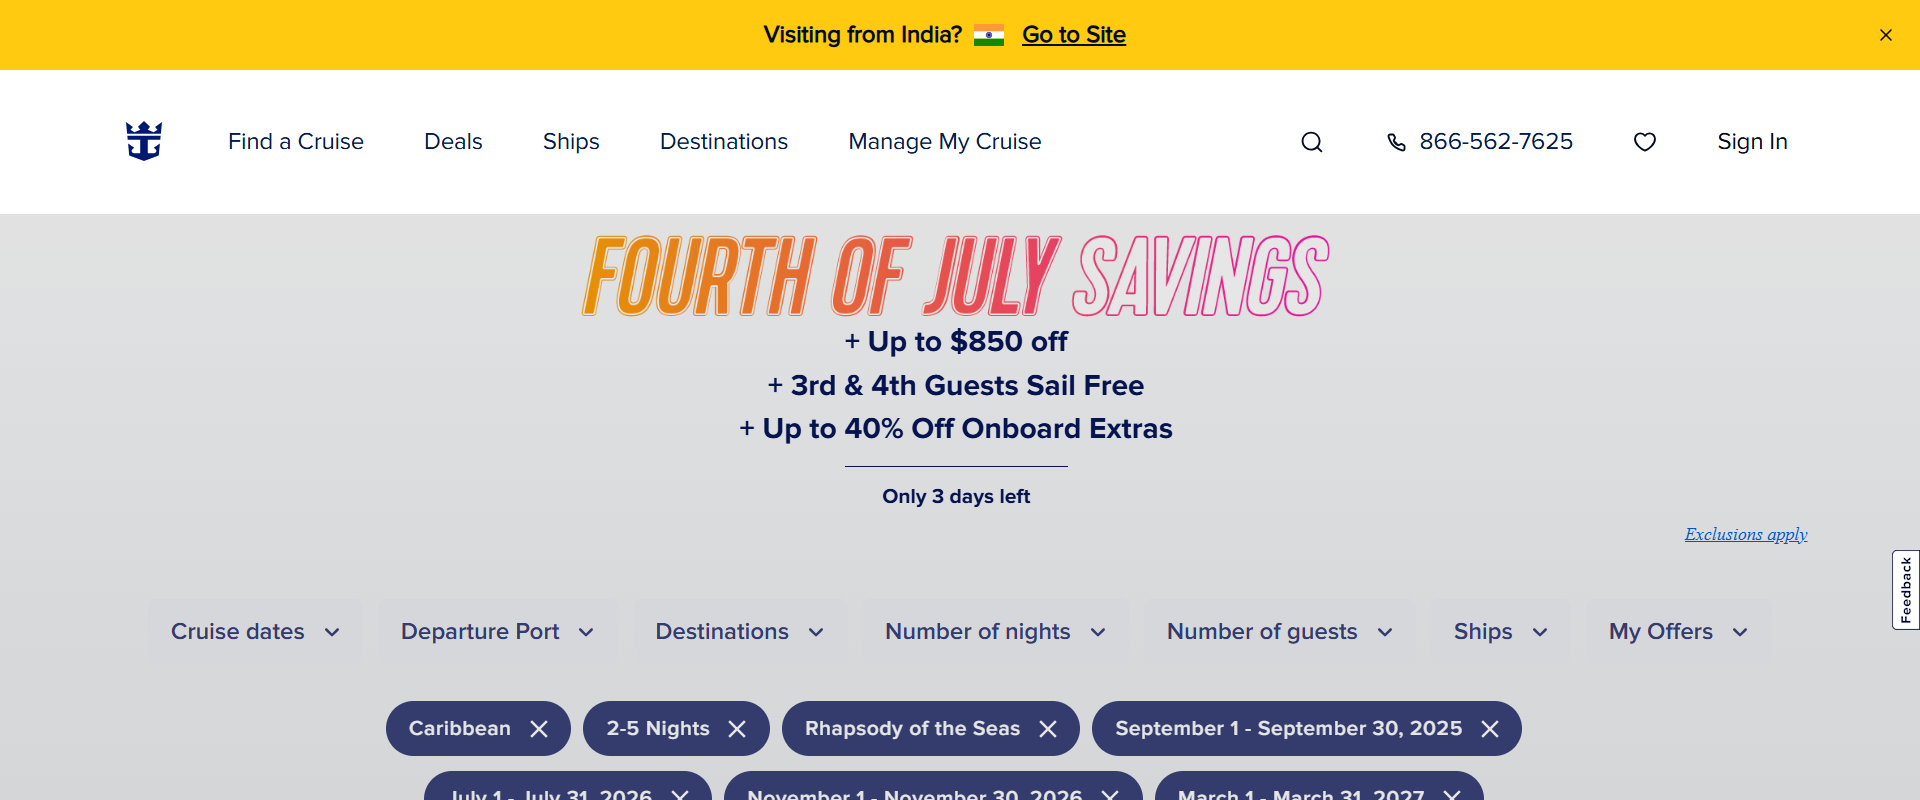 Visiting from India? Go to Site
Find a Cruise Deals Ships Destinations Manage My Cruise 866-562-7625 Sign In
FOURTH OF JULY SAVINGS
+ Up to $850 off
+ 3rd & 4th Guests Sail Free
+ Up to 40% Off Onboard Extras
Only 3 days left
Exclusions apply
Feedback
Cruise dates Departure Port Destinations Number of nights Number of guests Ships My Offers
Caribbean 2-5 Nights Rhapsody of the Seas September 1 - September 30, 2025
July 1 - July 31, 2026 November 1 - November 30, 2026 March 1 - March 31, 2027